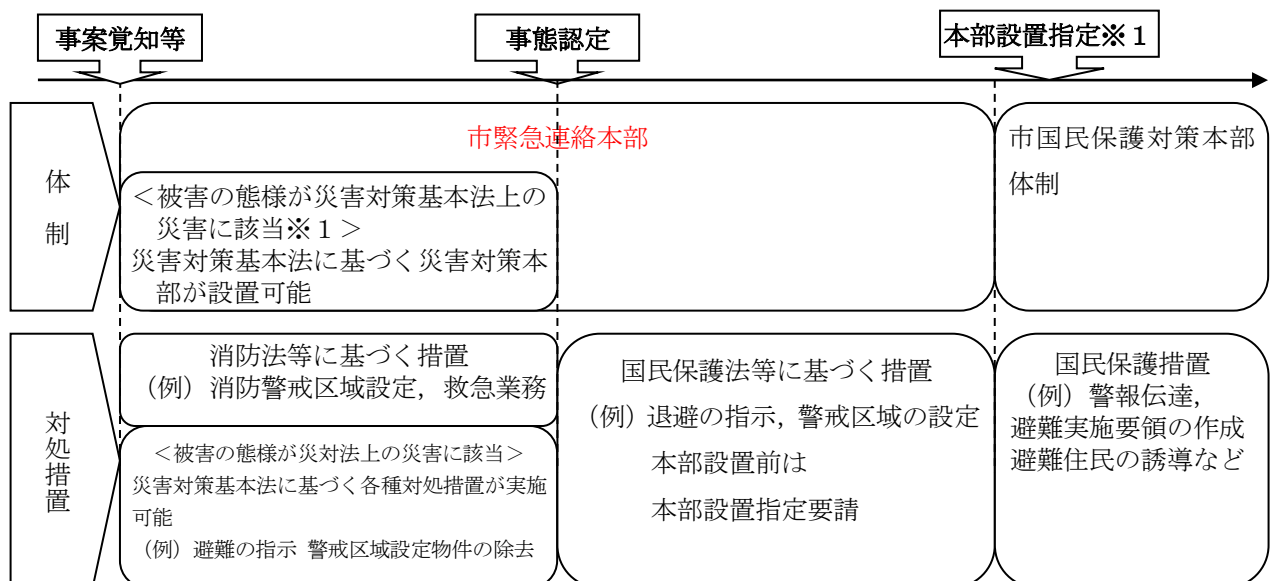 事案覚知等
事態認定
本部設置指定※１
体制
市緊急連絡本部
＜被害の態様が災害対策基本法上の
災害に該当※１＞
災害対策基本法に基づく災害対策本
部が設置可能
市国民保護対策本部
体制
対処措置
消防法等に基づく措置
（例）消防警戒区域設定，救急業務
＜被害の態様が災対法上の災害に該当＞
災害対策基本法に基づく各種対処措置が実施
可能
（例）避難の指示 警戒区域設定物件の除去
国民保護法等に基づく措置
（例）退避の指示，警戒区域の設定
本部設置前は
本部設置指定要請
国民保護措置
（例）警報伝達，
避難実施要領の作成
避難住民の誘導など